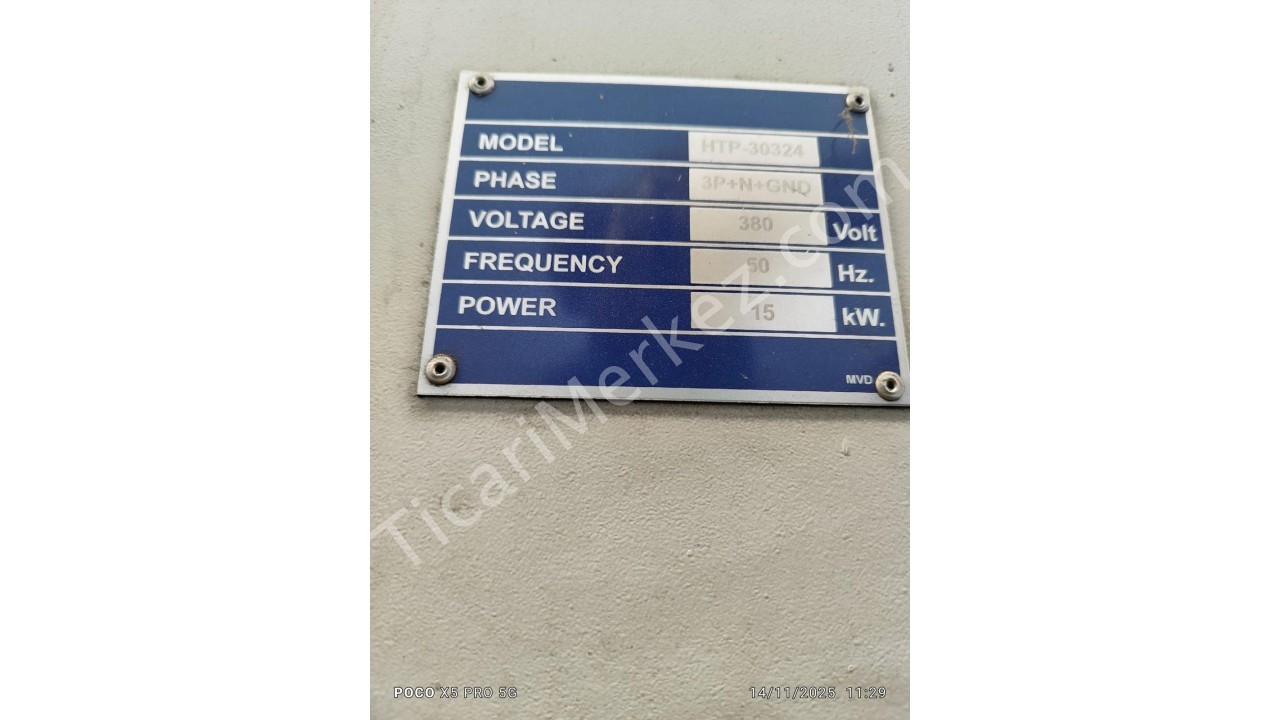 MODEL HTP-30324
PHASE 3P+N+GND
VOLTAGE 380 Volt
FREQUENCY 50 Hz.
POWER 15 kW.
MVD
TicariMerkez.com
POCO X5 PRO 5G 14/11/2025, 11:29